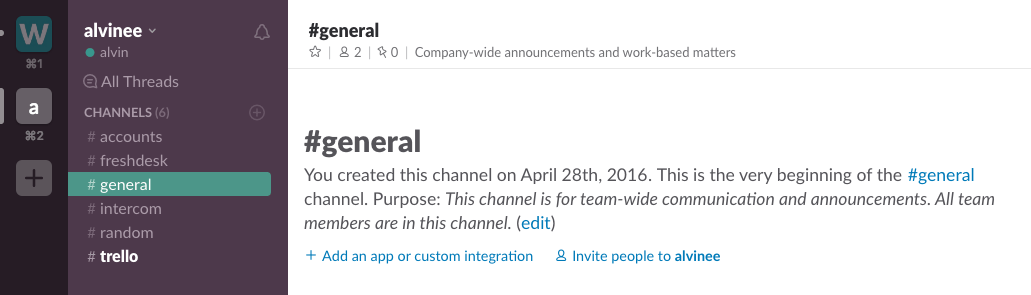 W
⌘1
a
⌘2
+
alvinee
alvin
All Threads
CHANNELS (6)
# accounts
# freshdesk
# general
# intercom
# random
# trello
#general
2 | 0 | Company-wide announcements and work-based matters
#general
You created this channel on April 28th, 2016. This is the very beginning of the #general
channel. Purpose: This channel is for team-wide communication and announcements. All team
members are in this channel. (edit)
+ Add an app or custom integration Invite people to alvinee